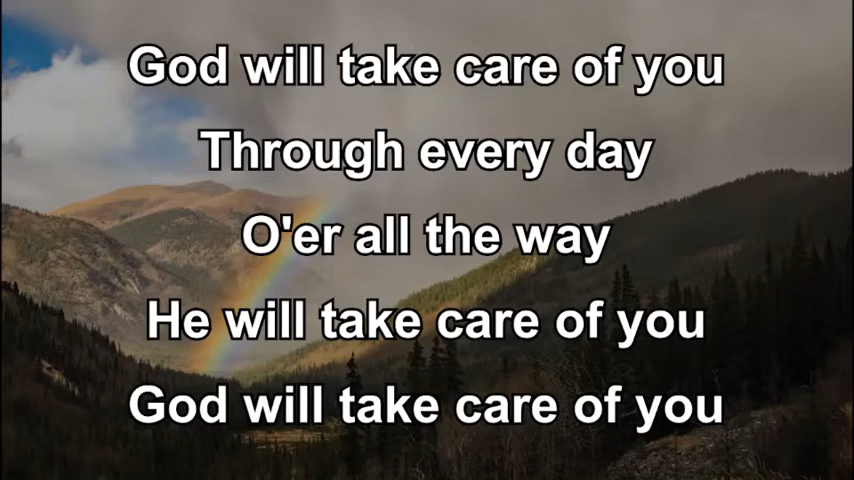 God will take care of you
Through every day
O'er all the way
He will take care of you
God will take care of you